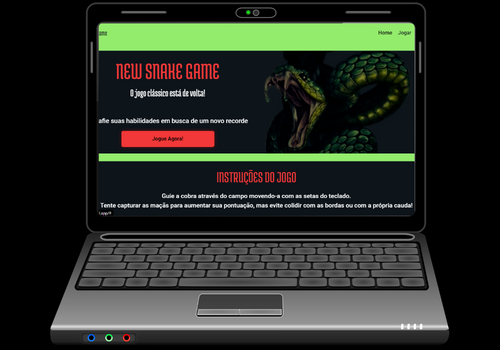 Home Jogar
NEW SNAKE GAME
O jogo clássico está de volta!
afie suas habilidades em busca de um novo recorde
Jogue Agora!
INSTRUÇÕES DO JOGO
Guie a cobra através do campo movendo-a com as setas do teclado.
Tente capturar as maçãs para aumentar sua pontuação, mas evite colidir com as bordas ou com a própria cauda!